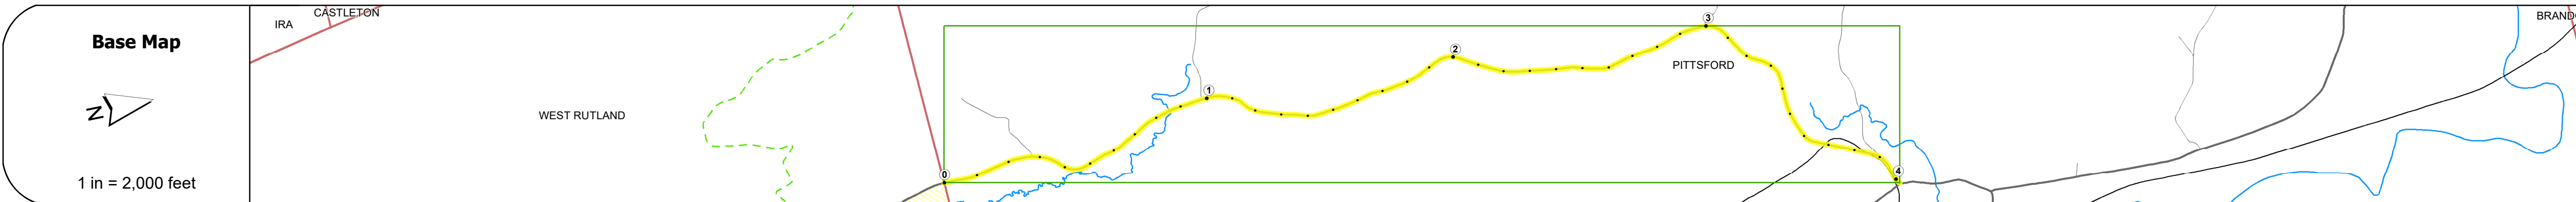 Base Map
N
1 in = 2,000 feet
IRA
CASTLETON
WEST RUTLAND
0
1
2
3
4
PITTSFORD
BRAND